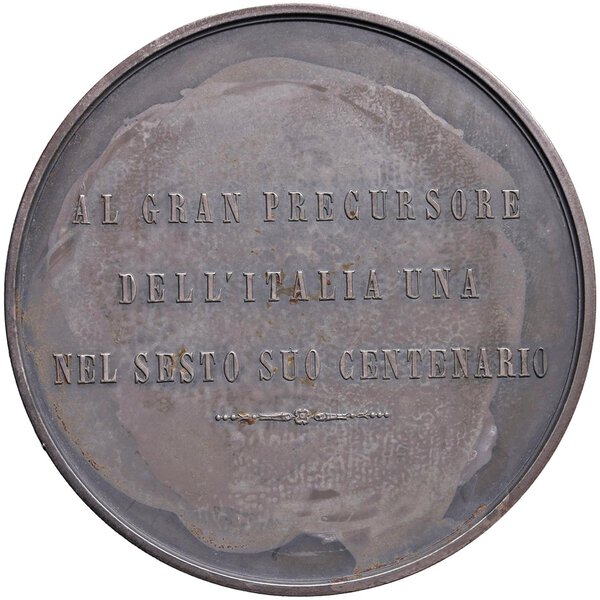 AL GRAN PRECURSORE
DELL'ITALIA UNA
NEL SESTO SUO CENTENARIO